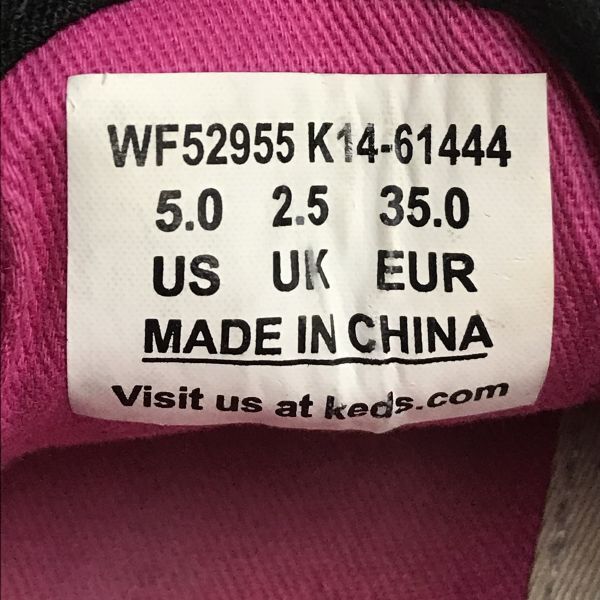 WF52955 K14-61444
5.0 2.5 35.0
US UK EUR
MADE IN CHINA
Visit us at keds.com